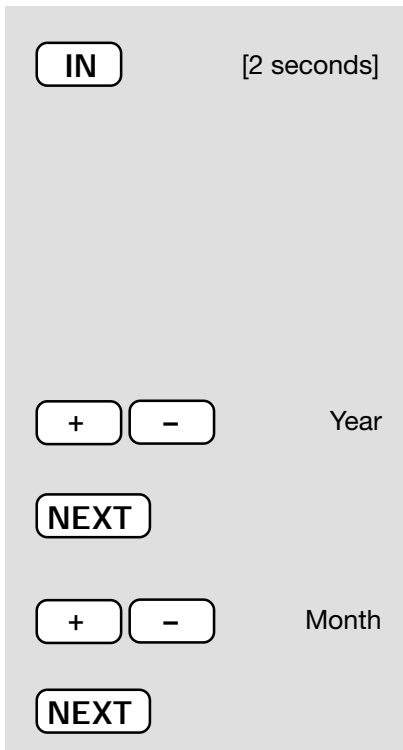 IN [2 seconds]
+ – Year
NEXT
+ – Month
NEXT